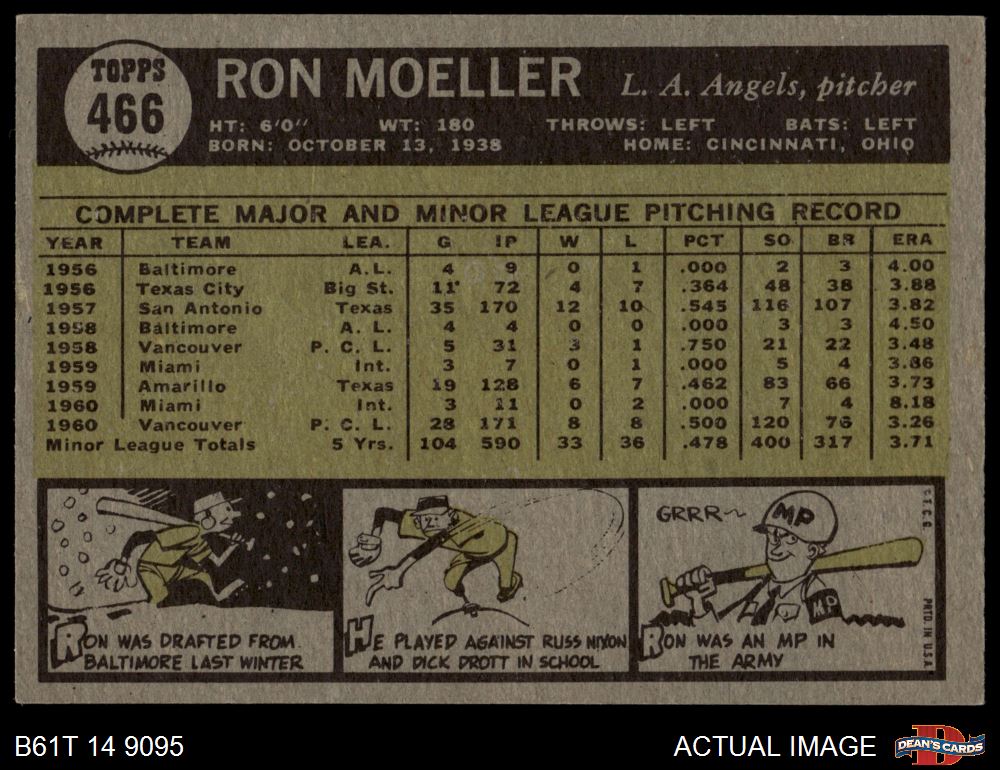 TOPPS
466
RON MOELLER L. A. Angels, pitcher
HT: 6'0" WT: 180 THROWS: LEFT BATS: LEFT
BORN: OCTOBER 13, 1938 HOME: CINCINNATI, OHIO
COMPLETE MAJOR AND MINOR LEAGUE PITCHING RECORD
YEAR TEAM LEA. G IP W L PCT SO BB ERA
1956 Baltimore A.L. 4 9 0 1 .000 2 3 4.00
1956 Texas City Big St. 11 72 4 7 .364 48 38 3.88
1957 San Antonio Texas 35 170 12 10 .545 116 107 3.82
1958 Baltimore A. L. 4 4 0 0 .000 3 3 4.50
1958 Vancouver P. C. L. 5 31 3 1 .750 21 22 3.48
1959 Miami Int. 3 7 0 1 .000 5 4 3.86
1959 Amarillo Texas 19 128 6 7 .462 83 66 3.73
1960 Miami Int. 3 11 0 2 .000 7 4 8.18
1960 Vancouver P. C. L. 28 171 8 8 .500 120 76 3.26
Minor League Totals 5 Yrs. 104 590 33 36 .478 400 317 3.71
RON WAS DRAFTED FROM
BALTIMORE LAST WINTER
HE PLAYED AGAINST RUSS NIXON
AND DICK DROTT IN SCHOOL
GRRR~
MP
MP
RON WAS AN MP IN
THE ARMY
© T.C.G.
PRTD. IN U.S.A.
B61T 14 9095
ACTUAL IMAGE
D
DEAN'S CARDS